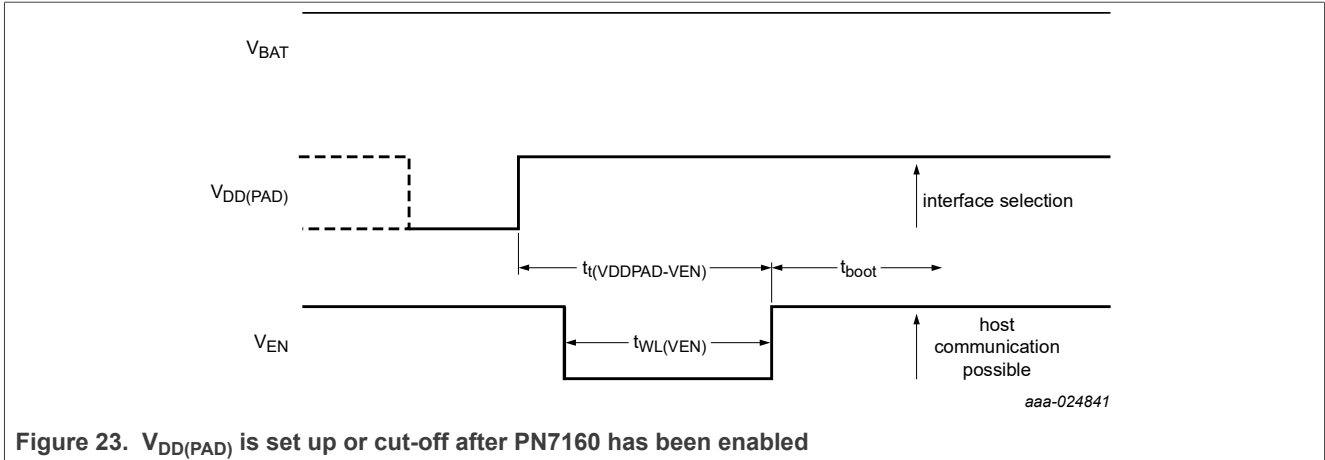 VBAT
VDD(PAD)
interface selection
tt(VDDPAD-VEN)
tboot
VEN
tWL(VEN)
host
communication
possible
aaa-024841
Figure 23. VDD(PAD) is set up or cut-off after PN7160 has been enabled